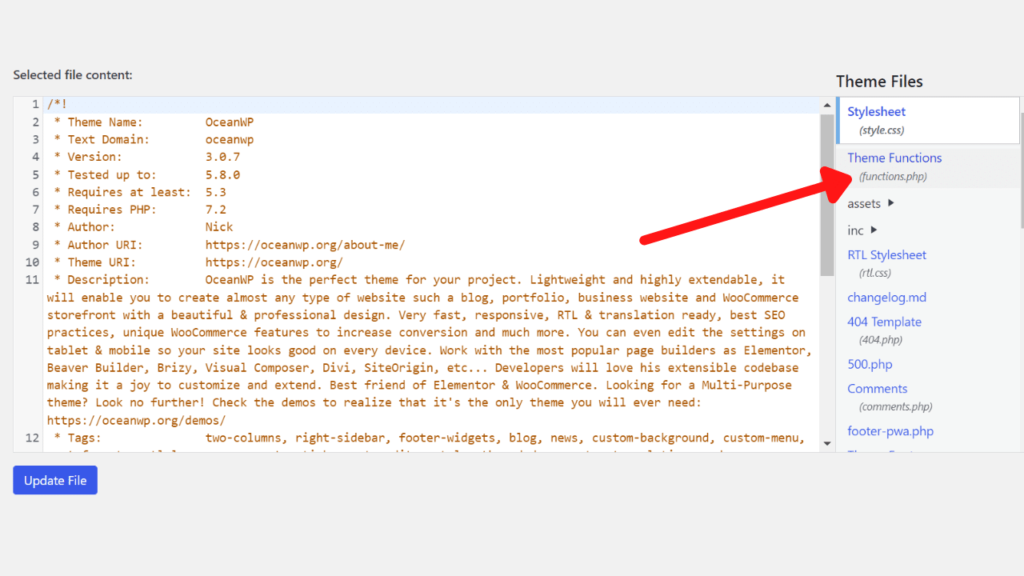 Selected file content:
1 /*!
2 * Theme Name: OceanWP
3 * Text Domain: oceanwp
4 * Version: 3.0.7
5 * Tested up to: 5.8.0
6 * Requires at least: 5.3
7 * Requires PHP: 7.2
8 * Author: Nick
9 * Author URI: https://oceanwp.org/about-me/
10 * Theme URI: https://oceanwp.org/
11 * Description: OceanWP is the perfect theme for your project. Lightweight and highly extendable, it
will enable you to create almost any type of website such a blog, portfolio, business website and WooCommerce
storefront with a beautiful & professional design. Very fast, responsive, RTL & translation ready, best SEO
practices, unique WooCommerce features to increase conversion and much more. You can even edit the settings on
tablet & mobile so your site looks good on every device. Work with the most popular page builders as Elementor,
Beaver Builder, Brizy, Visual Composer, Divi, SiteOrigin, etc... Developers will love his extensible codebase
making it a joy to customize and extend. Best friend of Elementor & WooCommerce. Looking for a Multi-Purpose
theme? Look no further! Check the demos to realize that it's the only theme you will ever need:
https://oceanwp.org/demos/
12 * Tags: two-columns, right-sidebar, footer-widgets, blog, news, custom-background, custom-menu,
Update File
Theme Files
Stylesheet
(style.css)
Theme Functions
(functions.php)
assets
inc
RTL Stylesheet
(rtl.css)
changelog.md
404 Template
(404.php)
500.php
Comments
(comments.php)
footer-pwa.php